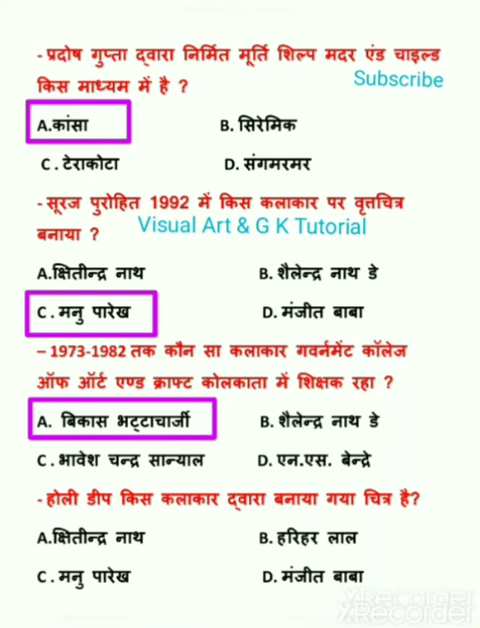 - प्रदोष गुप्ता द्वारा निर्मित मूर्ति शिल्प मदर एंड चाइल्ड
किस माध्यम में है ?
Subscribe
A.कांसा B. सिरेमिक
C . टेराकोटा D. संगमरमर
- सूरज पुरोहित 1992 में किस कलाकार पर वृत्तचित्र
बनाया ?
Visual Art & G K Tutorial
A.क्षितीन्द्र नाथ B. शैलेन्द्र नाथ डे
C . मनु पारेख D. मंजीत बाबा
– 1973-1982 तक कौन सा कलाकार गवर्नमेंट कॉलेज
ऑफ ऑर्ट एण्ड क्राफ्ट कोलकाता में शिक्षक रहा ?
A. बिकास भट्टाचार्जी B. शैलेन्द्र नाथ डे
C . भावेश चन्द्र सान्याल D. एन.एस. बेन्द्रे
- होली डीप किस कलाकार द्वारा बनाया गया चित्र है?
A.क्षितीन्द्र नाथ B. हरिहर लाल
C . मनु पारेख D. मंजीत बाबा
XRecorder
XRecorder